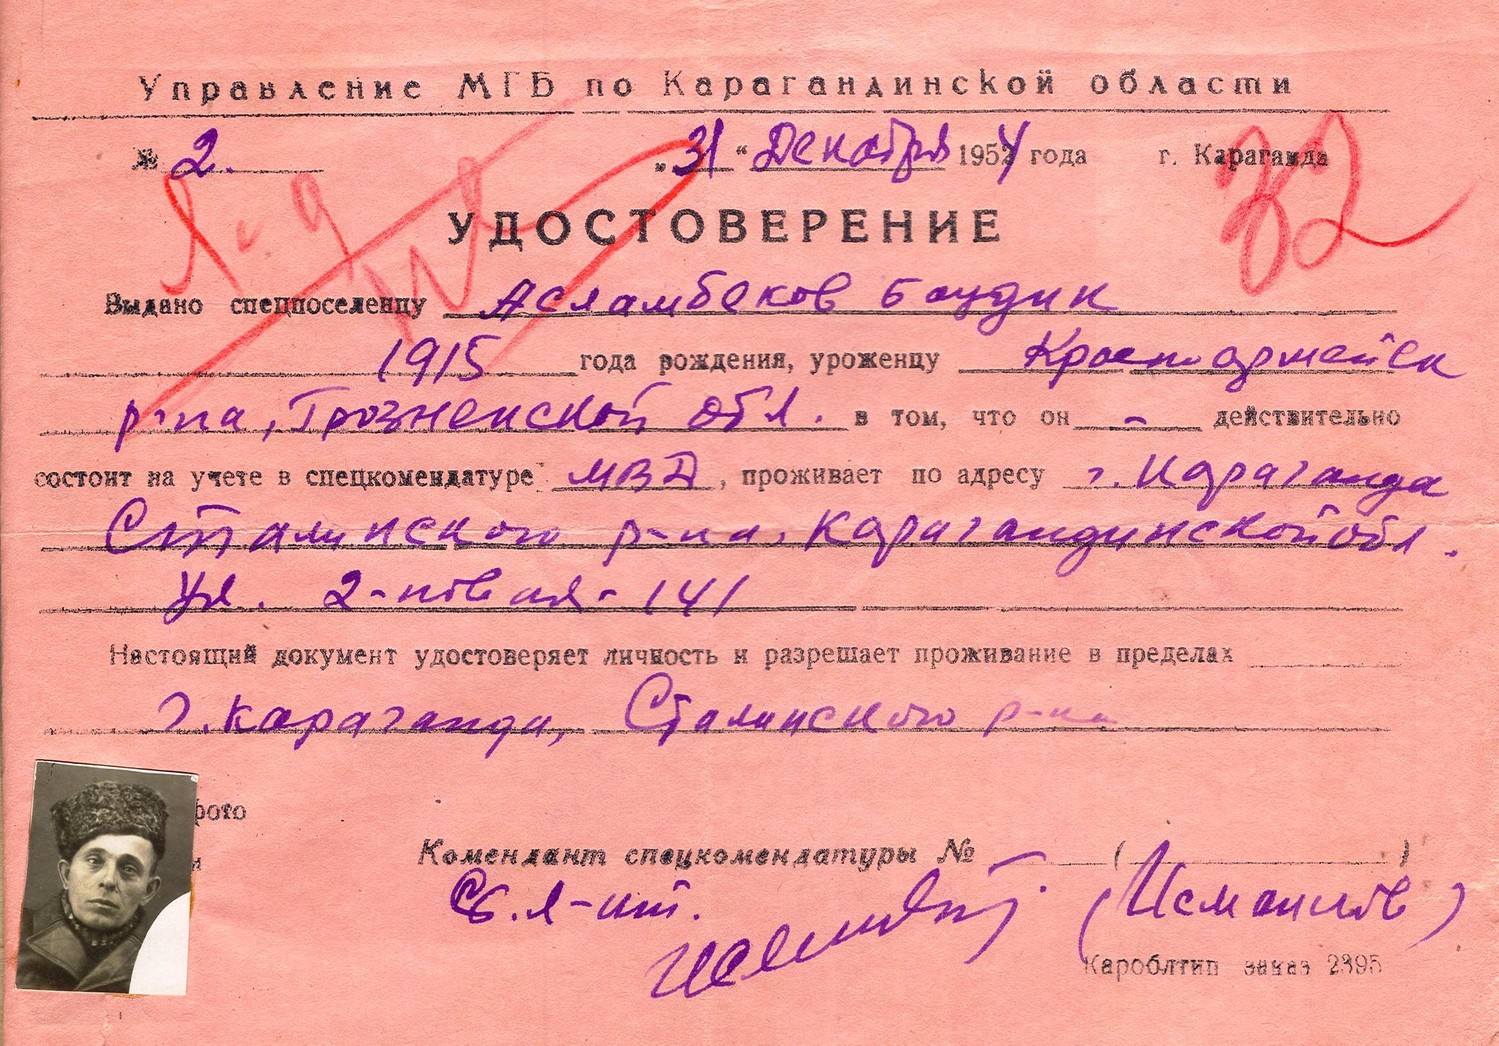 Управление МГБ по Карагандинской области
№ 2. „31“ Декабря 1954 года г. Караганда
32
УДОСТОВЕРЕНИЕ
Выдано спецпоселенцу Асламбеков Баудин
1915 года рождения, уроженцу Красноармейск
р-на, Грозненской обл. в том, что он - действительно
состоит на учете в спецкомендатуре МВД, проживает по адресу г. Караганда
Сталинского р-на, Карагандинской обл.
ул. 2-новая-141
Настоящий документ удостоверяет личность и разрешает проживание в пределах
г. Караганда, Сталинского р-на
фото
Комендант спецкомендатуры № ( )
Ст. л-нт. (Исмаилов)
Кароблтип заказ 2395